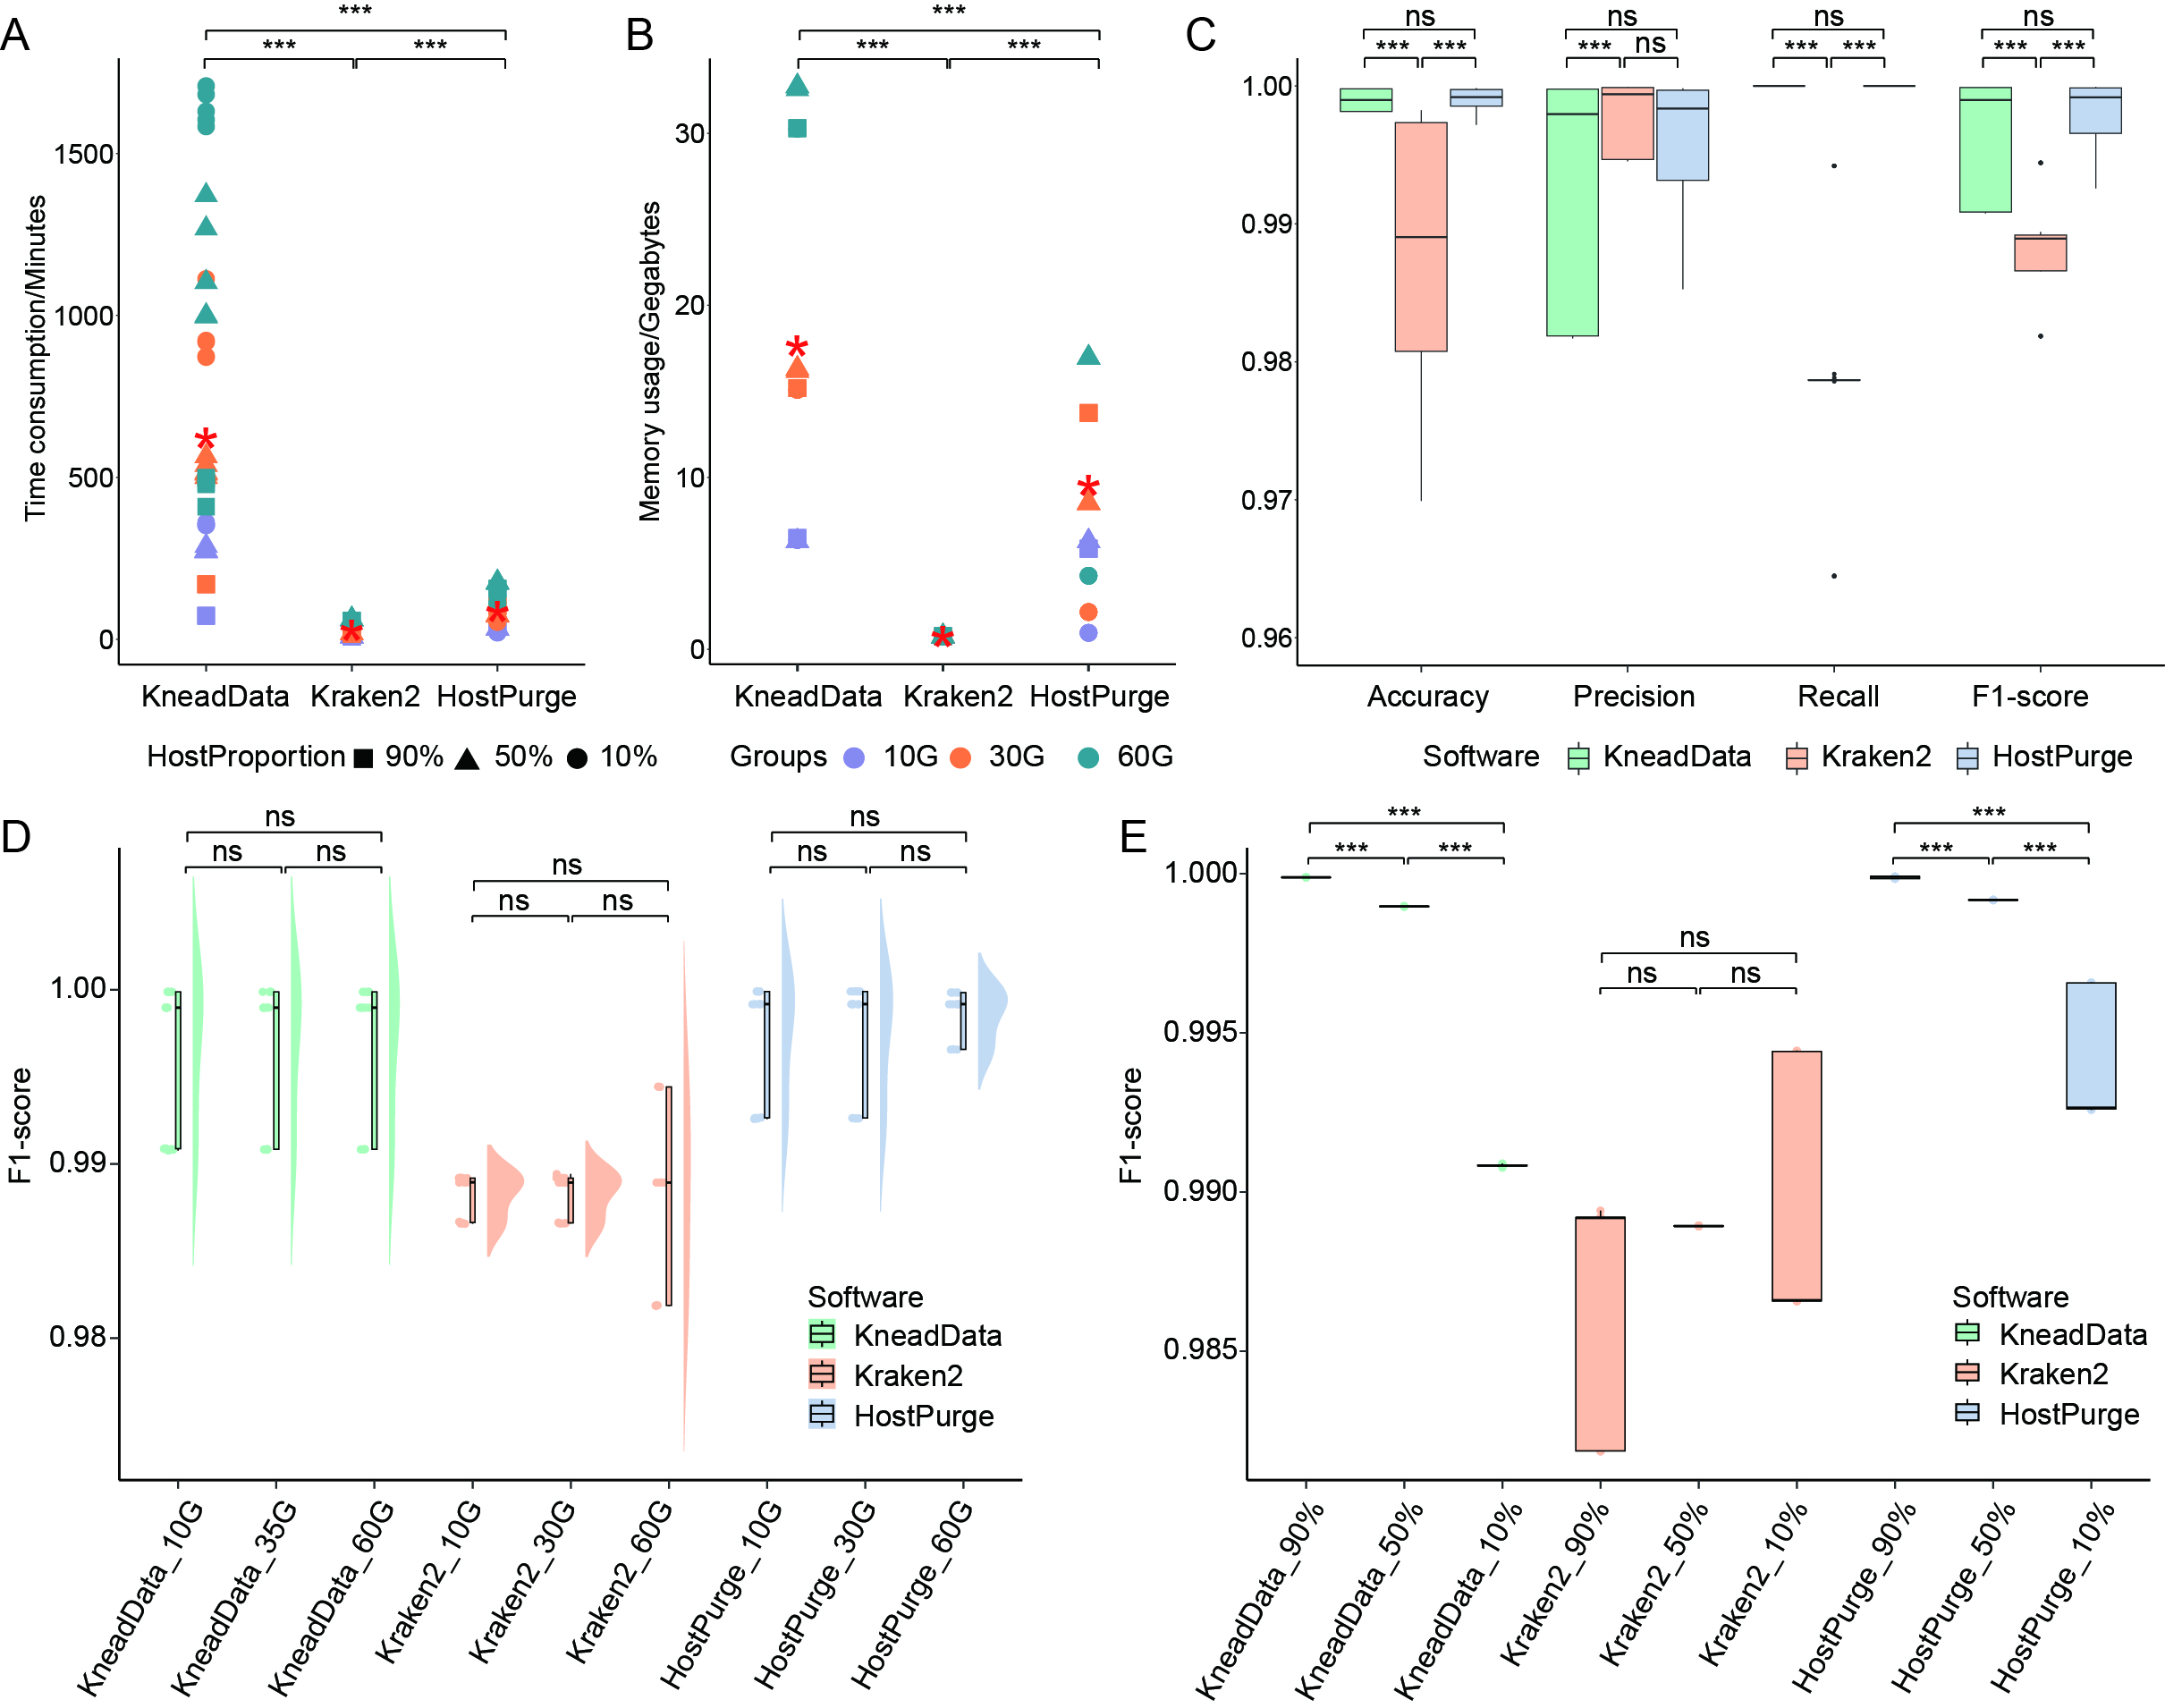 A
***
***
***
Time consumption/Minutes
1500
1000
500
0
*
*
*
KneadData
Kraken2
HostPurge
B
***
***
***
Memory usage/Gegabytes
30
20
10
0
*
*
*
KneadData
Kraken2
HostPurge
HostProportion 90% 50% 10%
Groups 10G 30G 60G
C
ns ns ns ns
*** *** *** ns *** *** *** ***
1.00
0.99
0.98
0.97
0.96
Accuracy
Precision
Recall
F1-score
Software KneadData Kraken2 HostPurge
D
ns
ns ns
ns
ns ns
ns
ns ns
F1-score
1.00
0.99
0.98
Software
KneadData
Kraken2
HostPurge
KneadData_10G
KneadData_35G
KneadData_60G
Kraken2_10G
Kraken2_30G
Kraken2_60G
HostPurge_10G
HostPurge_30G
HostPurge_60G
E
***
*** ***
ns
ns ns
***
*** ***
F1-score
1.000
0.995
0.990
0.985
Software
KneadData
Kraken2
HostPurge
KneadData_90%
KneadData_50%
KneadData_10%
Kraken2_90%
Kraken2_50%
Kraken2_10%
HostPurge_90%
HostPurge_50%
HostPurge_10%